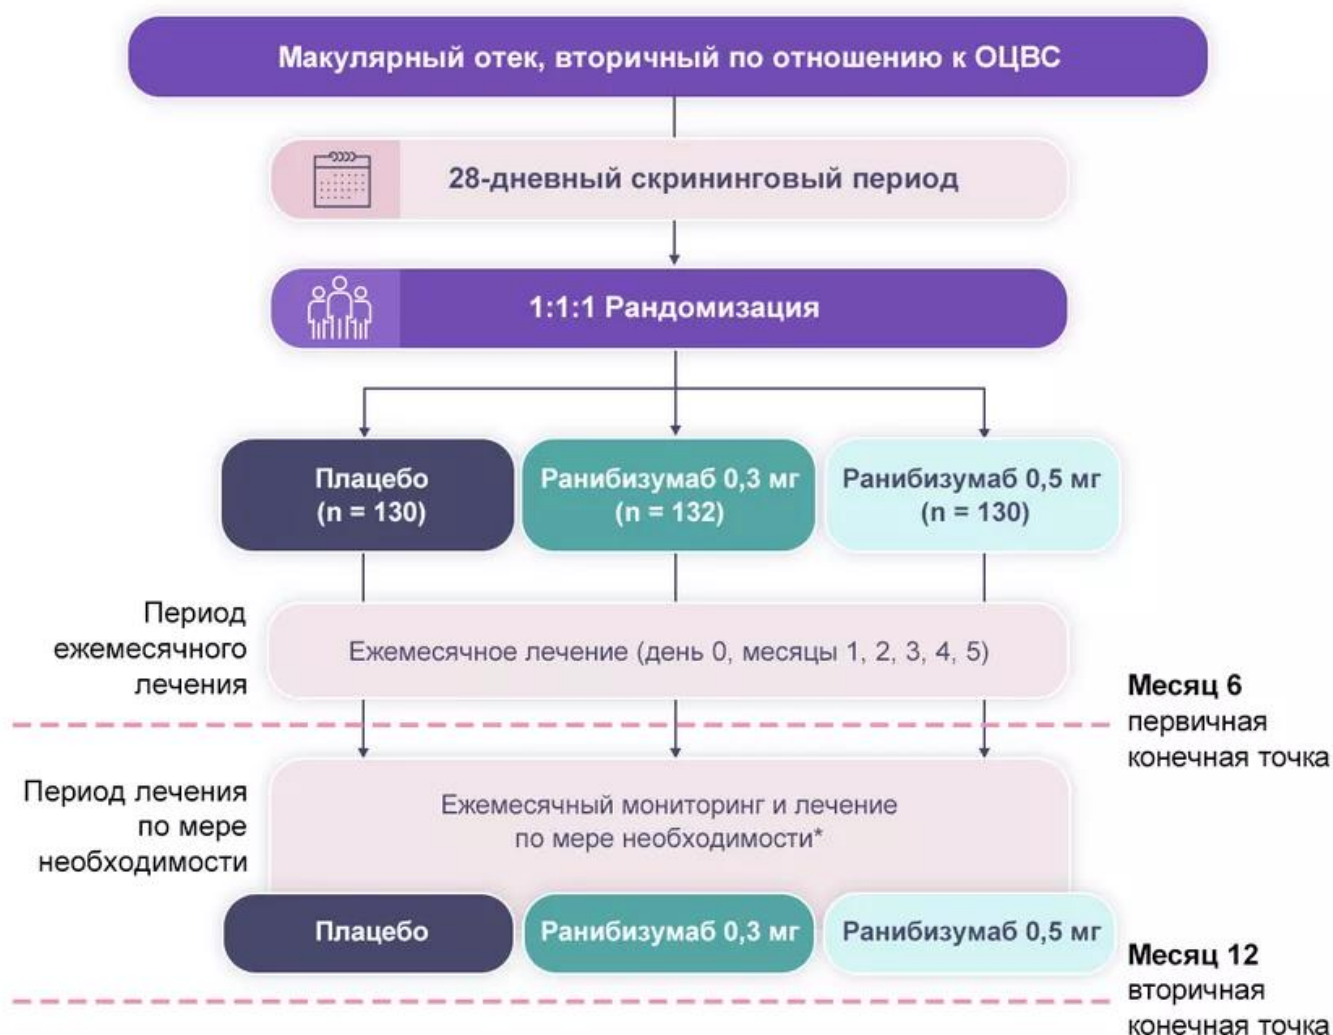 Макулярный отек, вторичный по отношению к ОЦВС
28-дневный скрининговый период
1:1:1 Рандомизация
Плацебо
(n = 130)
Ранибизумаб 0,3 мг
(n = 132)
Ранибизумаб 0,5 мг
(n = 130)
Период
ежемесячного
лечения
Ежемесячное лечение (день 0, месяцы 1, 2, 3, 4, 5)
Месяц 6
первичная
конечная точка
Период лечения
по мере
необходимости
Ежемесячный мониторинг и лечение
по мере необходимости*
Плацебо
Ранибизумаб 0,3 мг
Ранибизумаб 0,5 мг
Месяц 12
вторичная
конечная точка